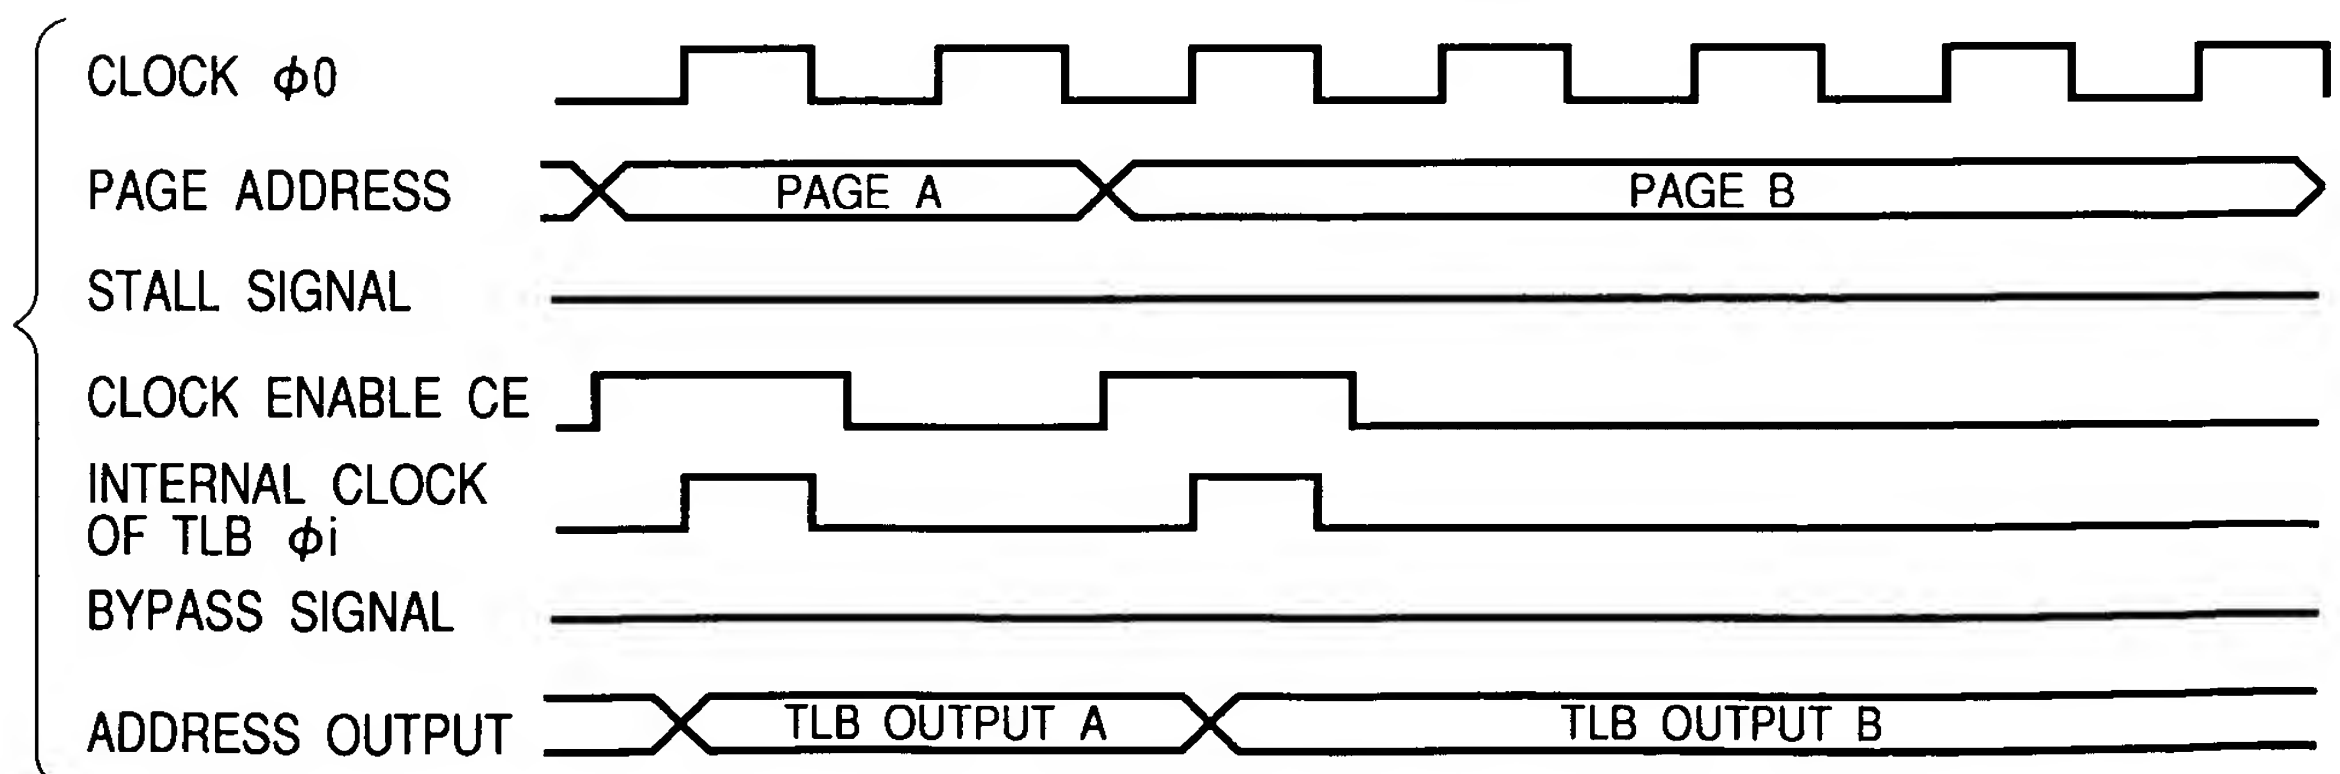 CLOCK ϕ0
PAGE ADDRESS
PAGE A
PAGE B
STALL SIGNAL
CLOCK ENABLE CE
INTERNAL CLOCK
OF TLB ϕi
BYPASS SIGNAL
ADDRESS OUTPUT
TLB OUTPUT A
TLB OUTPUT B